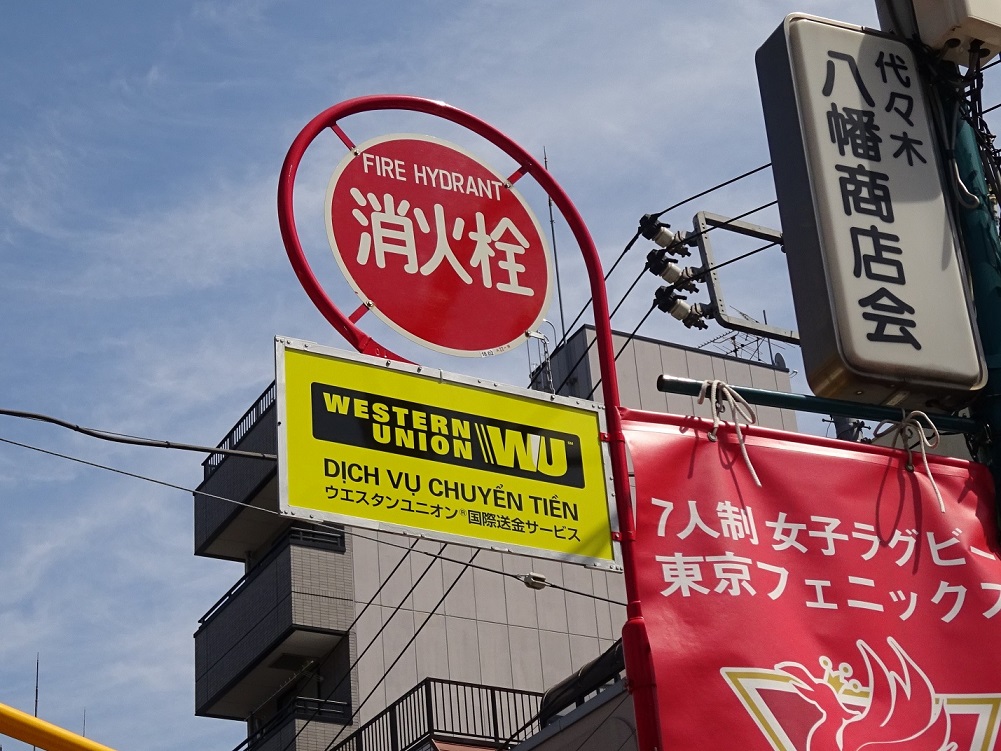 FIRE HYDRANT
消火栓
WESTERN
UNION
WU
DỊCH VỤ CHUYỂN TIỀN
ウエスタンユニオン®国際送金サービス
代々木
八幡商店会
7人制 女子ラグビー
東京フェニックス